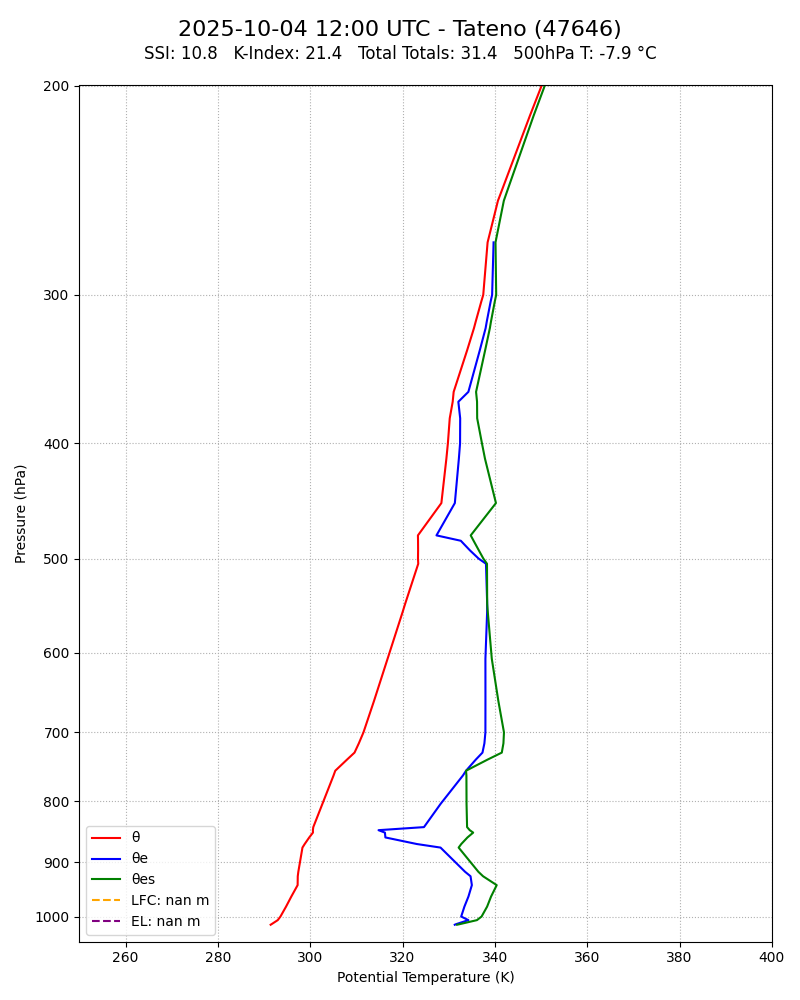 2025-10-04 12:00 UTC - Tateno (47646)
SSI: 10.8   K-Index: 21.4   Total Totals: 31.4   500hPa T: -7.9 °C
200
300
400
500
600
700
800
900
1000
Pressure (hPa)
θ
θe
θes
LFC: nan m
EL: nan m
260 280 300 320 340 360 380 400
Potential Temperature (K)